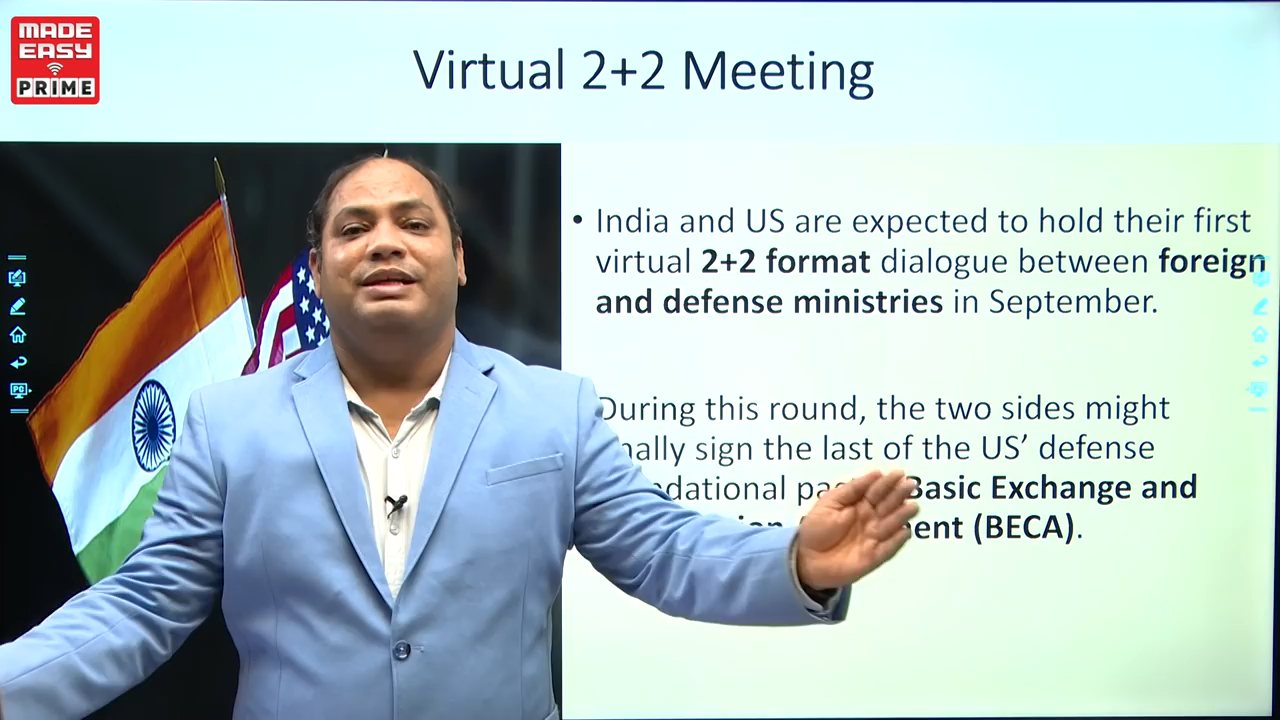 MADE
EASY
PRIME
Virtual 2+2 Meeting
• India and US are expected to hold their first
virtual 2+2 format dialogue between foreign
and defense ministries in September.
During this round, the two sides might
sign the last of the US’ defense
Basic Exchange and
(BECA).
PC